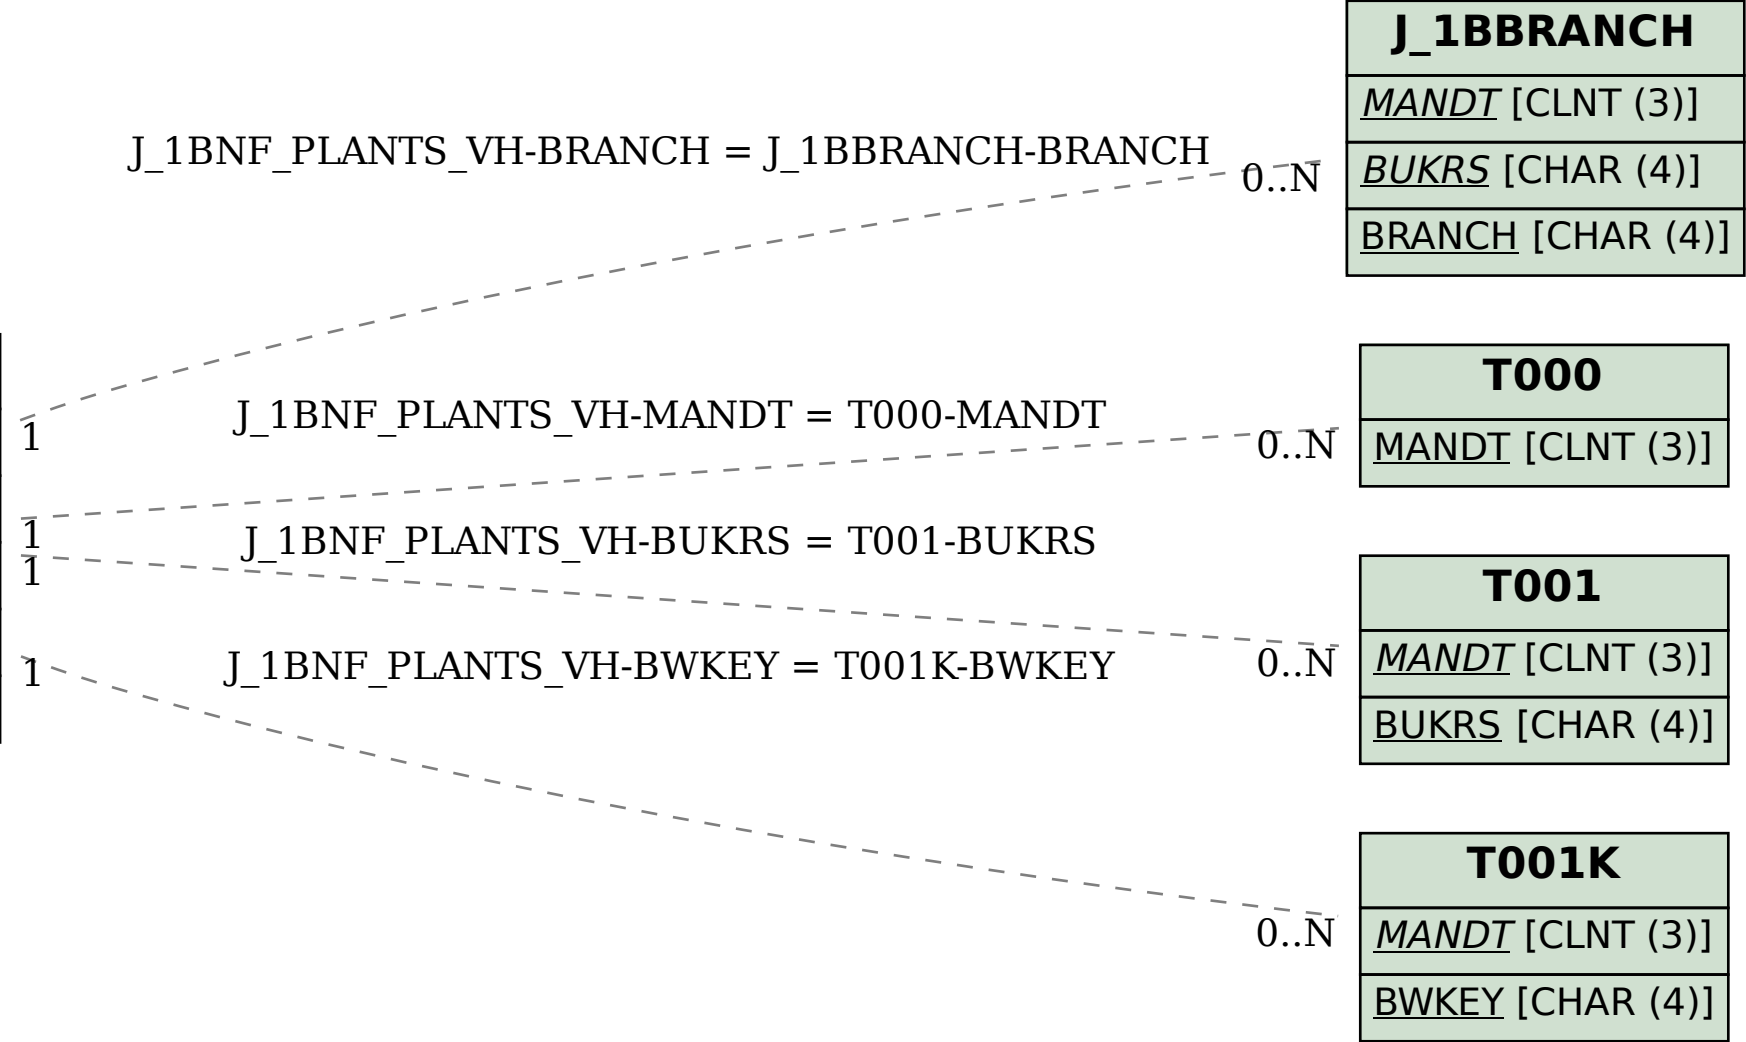 J_1BBRANCH
MANDT [CLNT (3)]
BUKRS [CHAR (4)]
BRANCH [CHAR (4)]
J_1BNF_PLANTS_VH-BRANCH = J_1BBRANCH-BRANCH
0..N
1
T000
MANDT [CLNT (3)]
J_1BNF_PLANTS_VH-MANDT = T000-MANDT
0..N
1
T001
MANDT [CLNT (3)]
BUKRS [CHAR (4)]
J_1BNF_PLANTS_VH-BUKRS = T001-BUKRS
0..N
1
J_1BNF_PLANTS_VH-BWKEY = T001K-BWKEY
0..N
1
T001K
MANDT [CLNT (3)]
BWKEY [CHAR (4)]